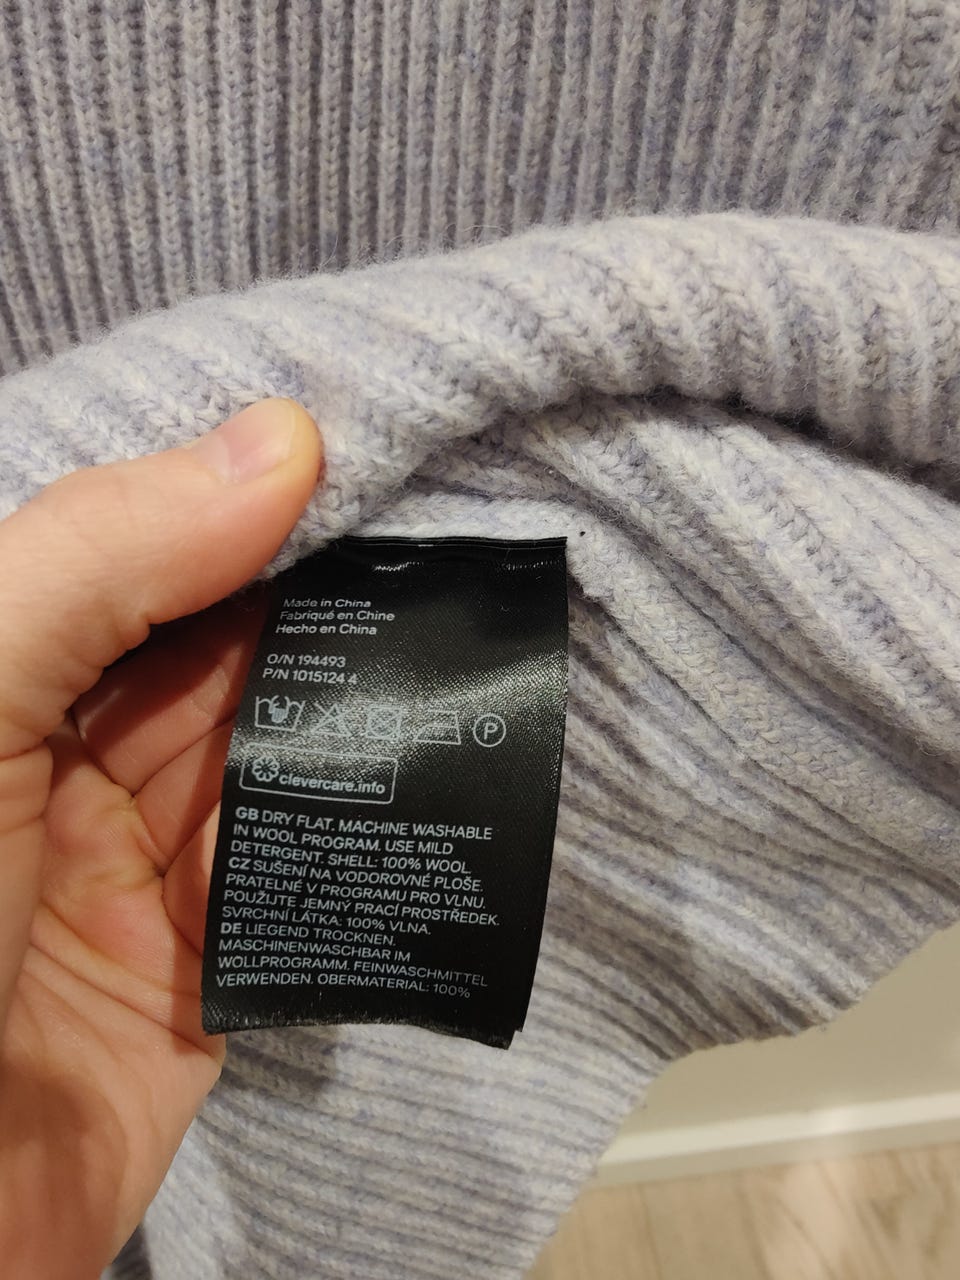 Made in China
Fabriqué en Chine
Hecho en China
O/N 194493
P/N 1015124 4
P
clevercare.info
GB DRY FLAT. MACHINE WASHABLE
IN WOOL PROGRAM. USE MILD
DETERGENT. SHELL: 100% WOOL.
CZ SUŠENÍ NA VODOROVNÉ PLOŠE.
PRATELNÉ V PROGRAMU PRO VLNU.
POUŽIJTE JEMNÝ PRACÍ PROSTŘEDEK.
SVRCHNÍ LÁTKA: 100% VLNA.
DE LIEGEND TROCKNEN.
MASCHINENWASCHBAR IM
WOLLPROGRAMM. FEINWASCHMITTEL
VERWENDEN. OBERMATERIAL: 100%